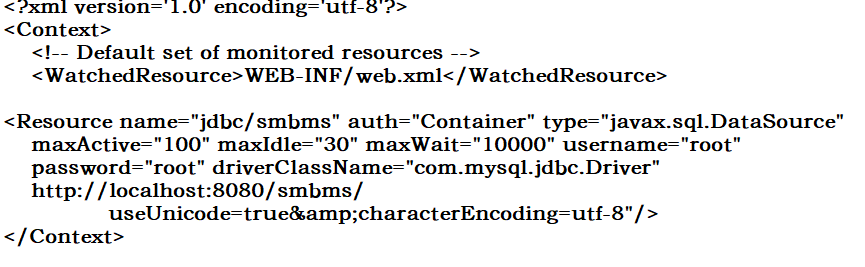 <?xml version='1.0' encoding='utf-8'?>
<Context>
<!-- Default set of monitored resources -->
<WatchedResource>WEB-INF/web.xml</WatchedResource>
<Resource name="jdbc/smbms" auth="Container" type="javax.sql.DataSource"
maxActive="100" maxIdle="30" maxWait="10000" username="root"
password="root" driverClassName="com.mysql.jdbc.Driver"
http://localhost:8080/smbms/
useUnicode=true&amp;characterEncoding=utf-8"/>
</Context>